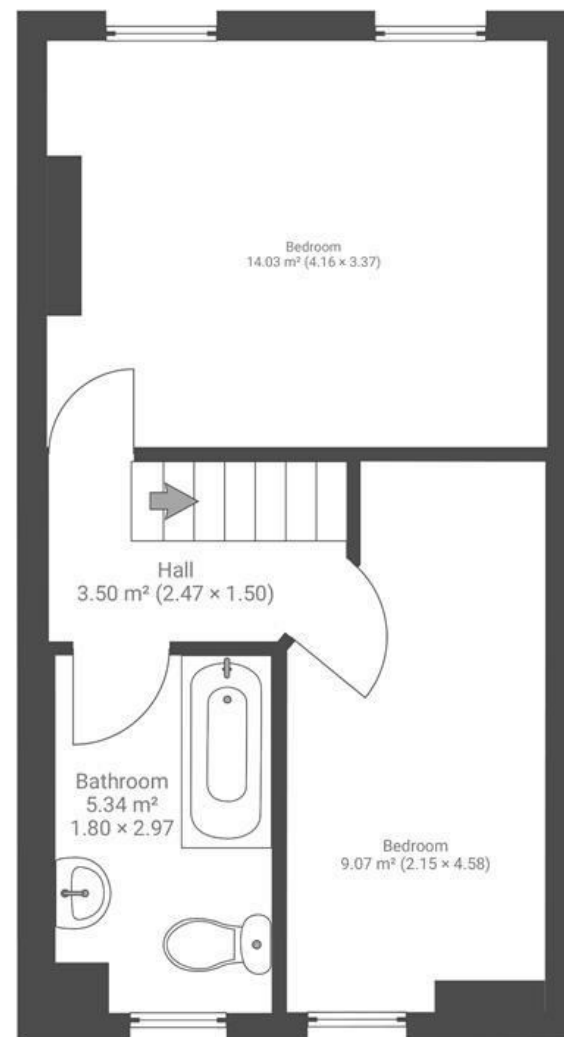 Bedroom
14.03 m² (4.16 × 3.37)
Hall
3.50 m² (2.47 × 1.50)
Bathroom
5.34 m²
1.80 × 2.97
Bedroom
9.07 m² (2.15 × 4.58)